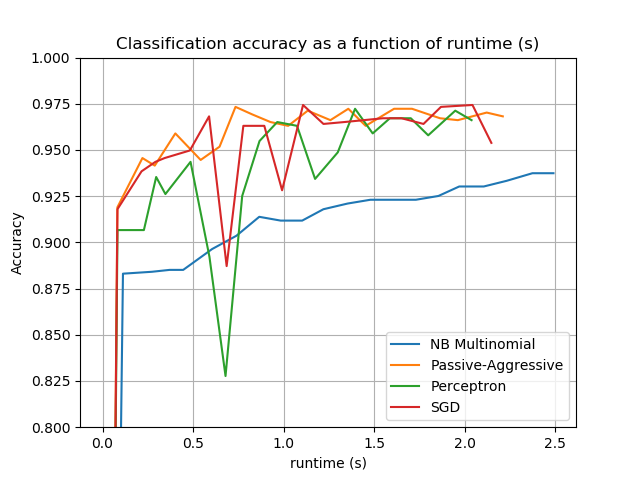 Classification accuracy as a function of runtime (s)
1.000
0.975
0.950
0.925
0.900
0.875
0.850
0.825
0.800
Accuracy
0.0 0.5 1.0 1.5 2.0 2.5
runtime (s)
NB Multinomial
Passive-Aggressive
Perceptron
SGD